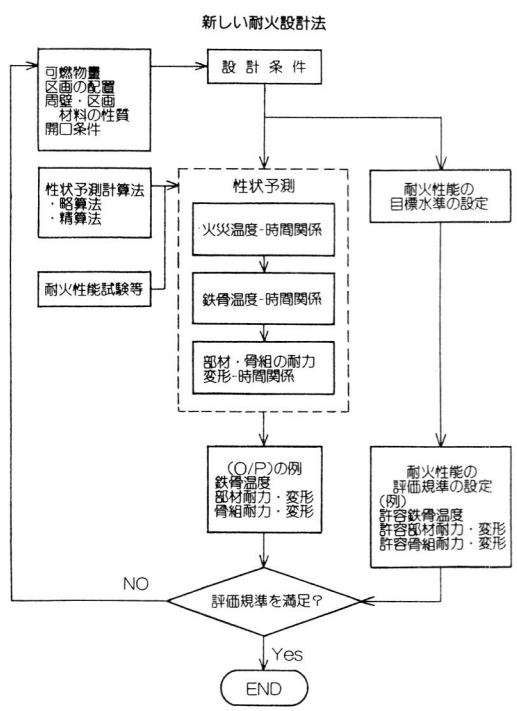 新しい耐火設計法
可燃物量
区画の配置
周壁・区画
材料の性質
開口条件
設計条件
性状予測計算法
・略算法
・精算法
耐火性能試験等
性状予測
火災温度-時間関係
鉄骨温度-時間関係
部材・骨組の耐力
変形-時間関係
耐火性能の
目標水準の設定
(O/P)の例
鉄骨温度
部材耐力・変形
骨組耐力・変形
耐火性能の
評価規準の設定
(例)
許容鉄骨温度
許容部材耐力・変形
許容骨組耐力・変形
評価規準を満足？
NO
Yes
END